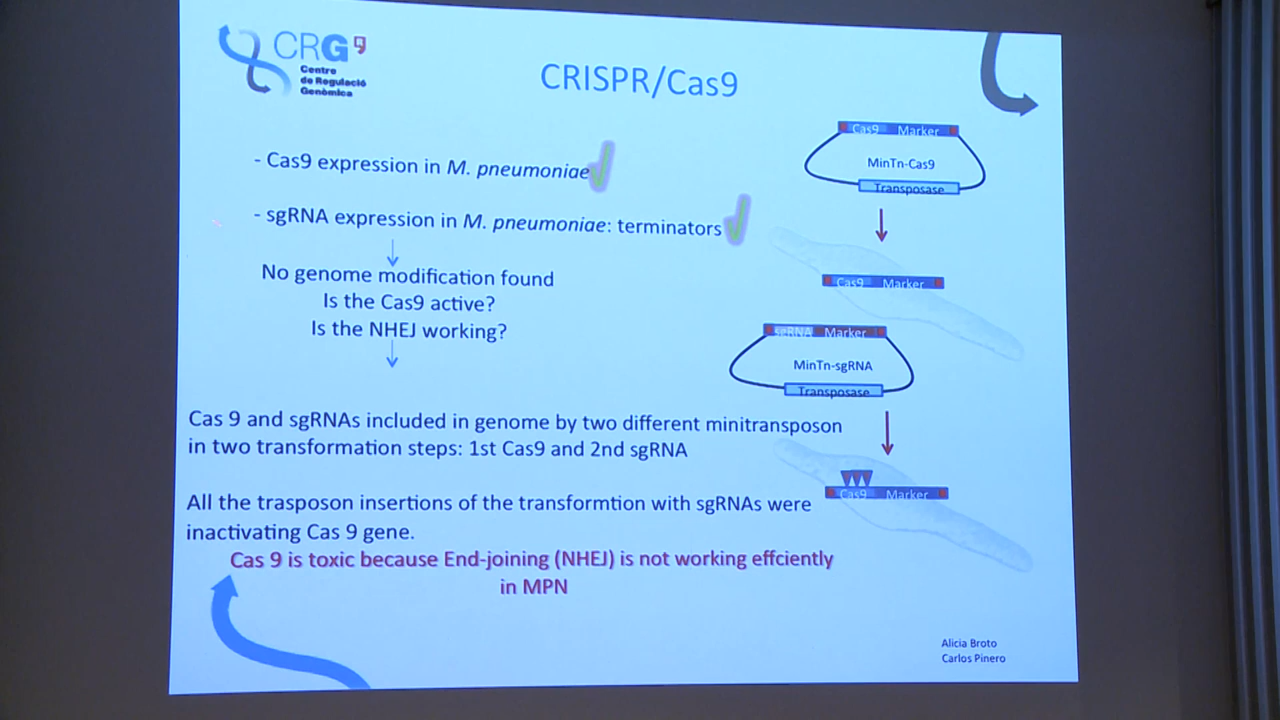 CRG
Centre
de Regulació
Genòmica
CRISPR/Cas9
- Cas9 expression in M. pneumoniae
- sgRNA expression in M. pneumoniae: terminators
No genome modification found
Is the Cas9 active?
Is the NHEJ working?
Cas 9 and sgRNAs included in genome by two different minitransposon
in two transformation steps: 1st Cas9 and 2nd sgRNA
All the trasposon insertions of the transformtion with sgRNAs were
inactivating Cas 9 gene.
Cas 9 is toxic because End-joining (NHEJ) is not working effciently
in MPN
Cas9 Marker
MinTn-Cas9
Transposase
Cas9 Marker
sgRNA Marker
MinTn-sgRNA
Transposase
Cas9 Marker
Alicia Broto
Carlos Pinero